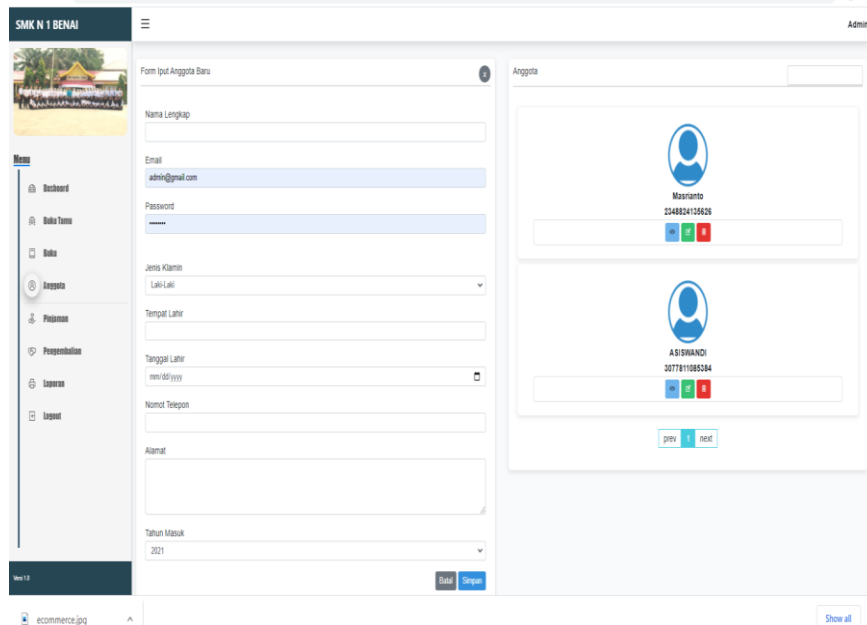 SMK N 1 BENAI
Admin
Menu
Dashoard
Buku Tamu
Buku
Anggota
Pinjaman
Pengembalian
Laporan
Logout
Versi 1.0
Form Iput Anggota Baru
x
Nama Lengkap
Email
admin@gmail.com
Password
••••••••
Jenis Klamin
Laki-Laki
Tempat Lahir
Tanggal Lahir
mm/dd/yyyy
Nomot Telepon
Alamat
Tahun Masuk
2021
Batal Simpan
Anggota
Masrianto
2348824135626
ASISWANDI
3077811085384
prev 1 next
ecommerce.jpg
Show all